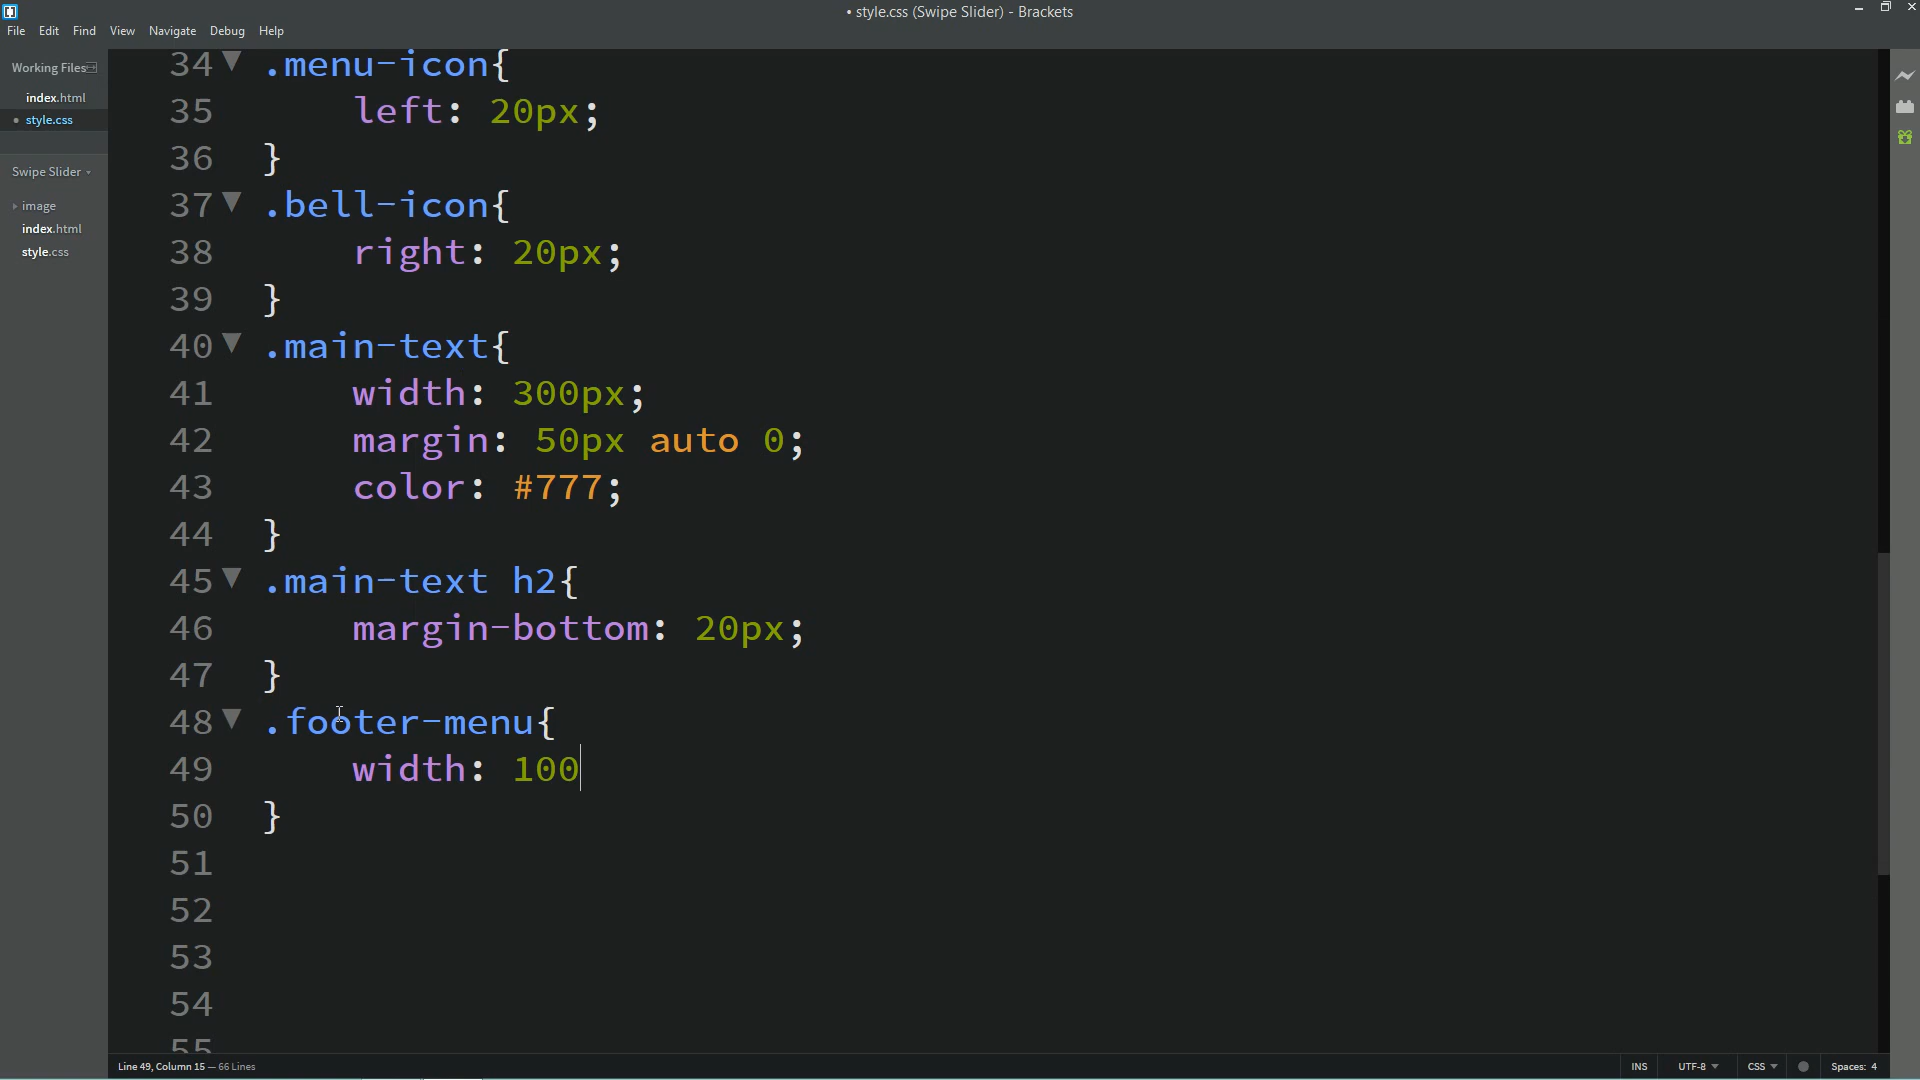 • style.css (Swipe Slider) - Brackets
File Edit Find View Navigate Debug Help
Working Files
index.html
• style.css
Swipe Slider
image
index.html
style.css
34 .menu-icon{
35 left: 20px;
36 }
37 .bell-icon{
38 right: 20px;
39 }
40 .main-text{
41 width: 300px;
42 margin: 50px auto 0;
43 color: #777;
44 }
45 .main-text h2{
46 margin-bottom: 20px;
47 }
48 .footer-menu{
49 width: 100
50 }
51
52
53
54
55
Line 49, Column 15 — 66 Lines
INS UTF-8 CSS Spaces: 4